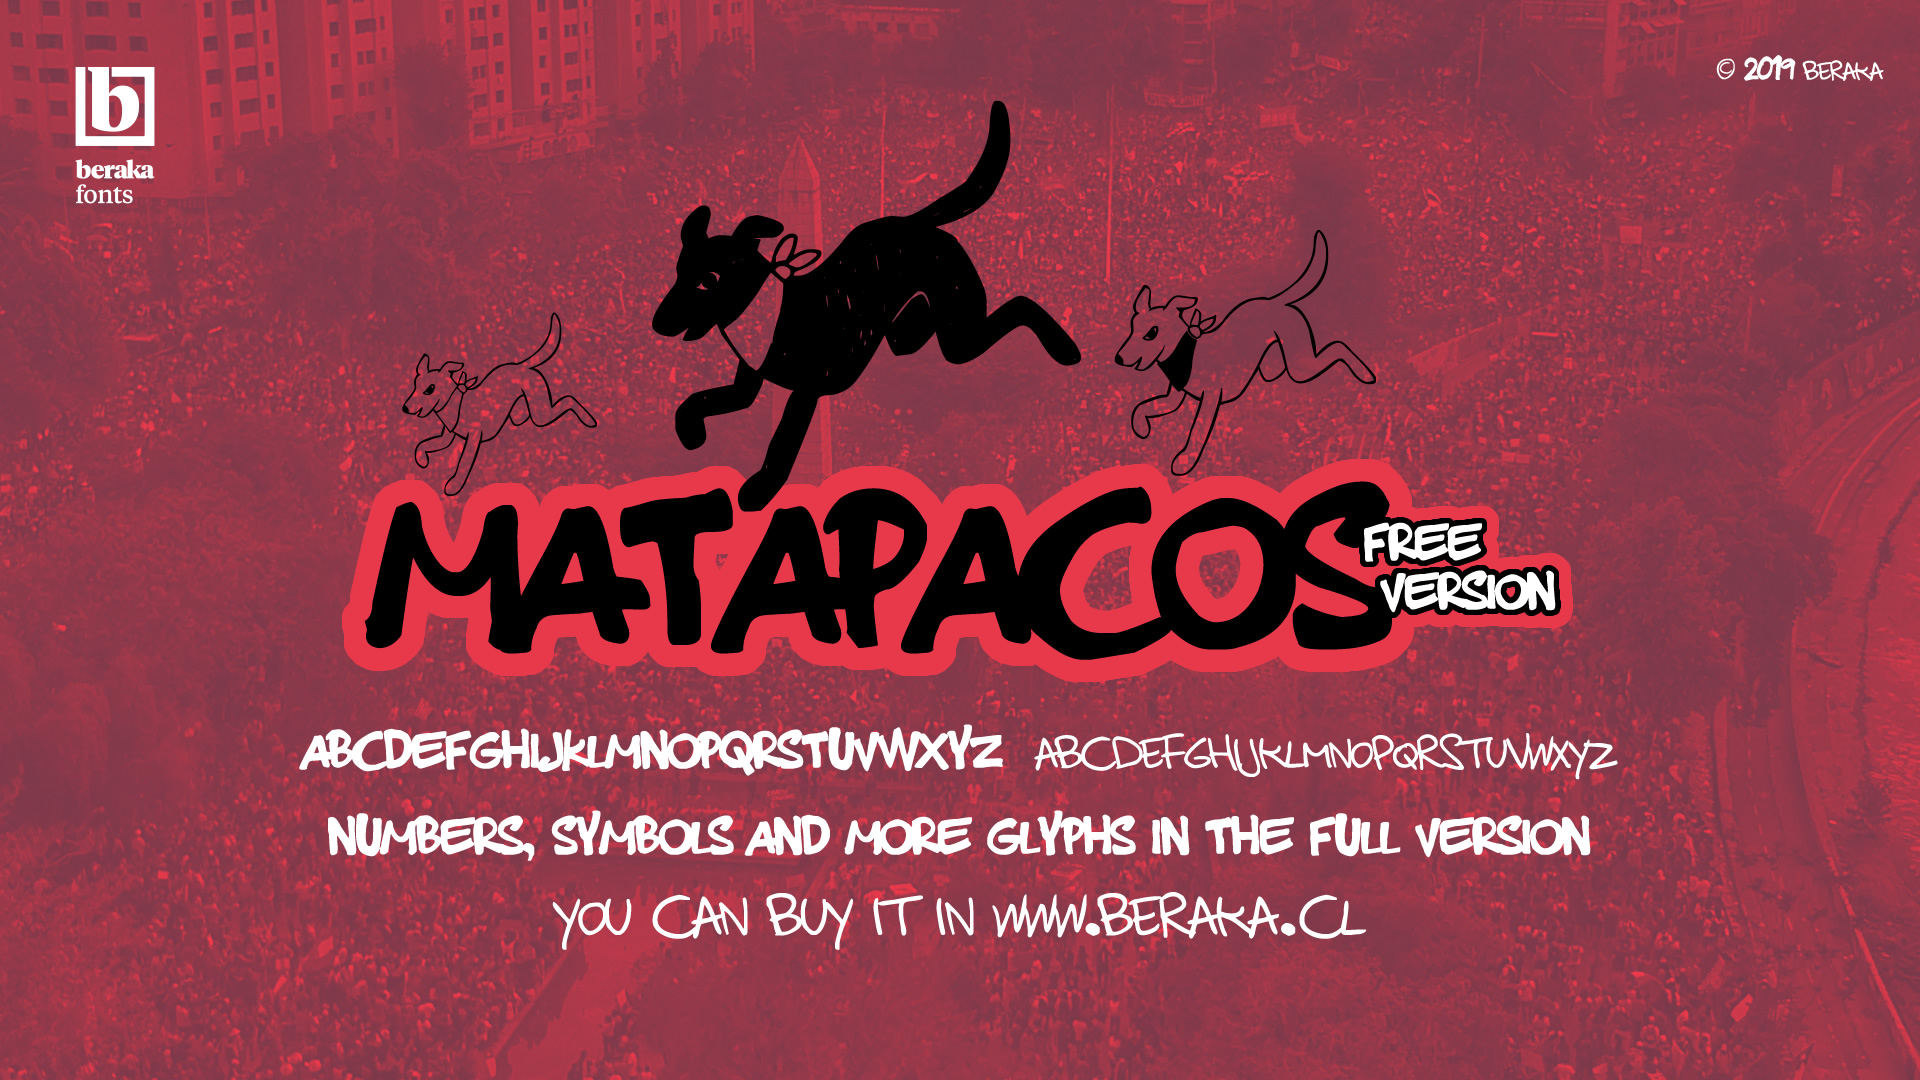 b
beraka
fonts
© 2019 BERAKA
MATAPACOS
FREE
VERSION
ABCDEFGHIJKLMNOPQRSTUVWXYZ ABCDEFGHIJKLMNOPQRSTUVWXYZ
NUMBERS, SYMBOLS AND MORE GLYPHS IN THE FULL VERSION
YOU CAN BUY IT IN WWW.BERAKA.CL